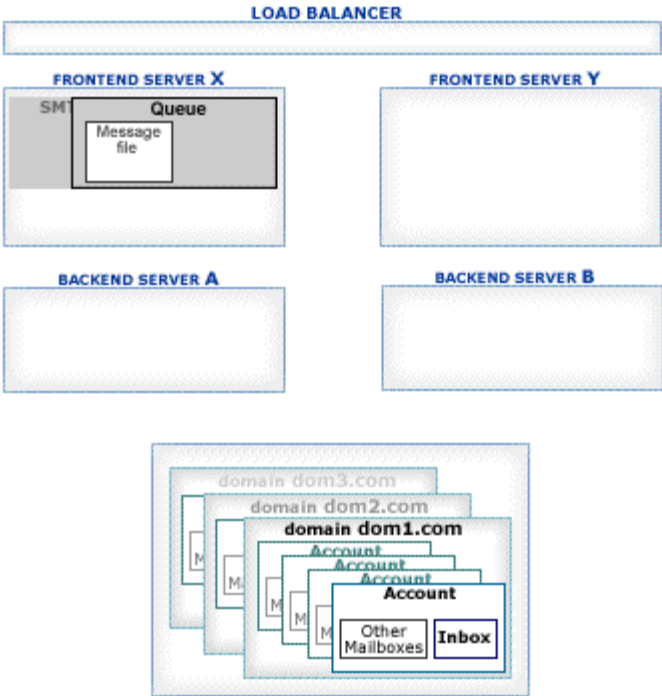 LOAD BALANCER
FRONTEND SERVER X
FRONTEND SERVER Y
SMT
Queue
Message
file
BACKEND SERVER A
BACKEND SERVER B
domain dom3.com
domain dom2.com
domain dom1.com
Account
Account
Account
Account
M
M
M
M
M
Other
Mailboxes
Inbox